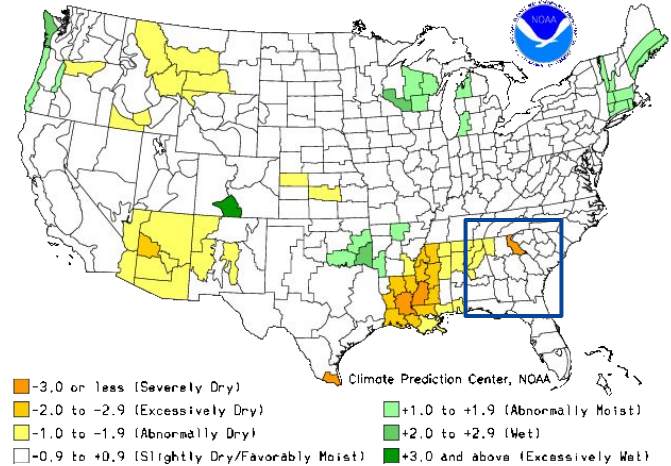 NOAA
Climate Prediction Center, NOAA
-3.0 or less (Severely Dry)
-2.0 to -2.9 (Excessively Dry)
-1.0 to -1.9 (Abnormally Dry)
-0.9 to +0.9 (Slightly Dry/Favorably Moist)
+1.0 to +1.9 (Abnormally Moist)
+2.0 to +2.9 (Wet)
+3.0 and above (Excessively Wet)